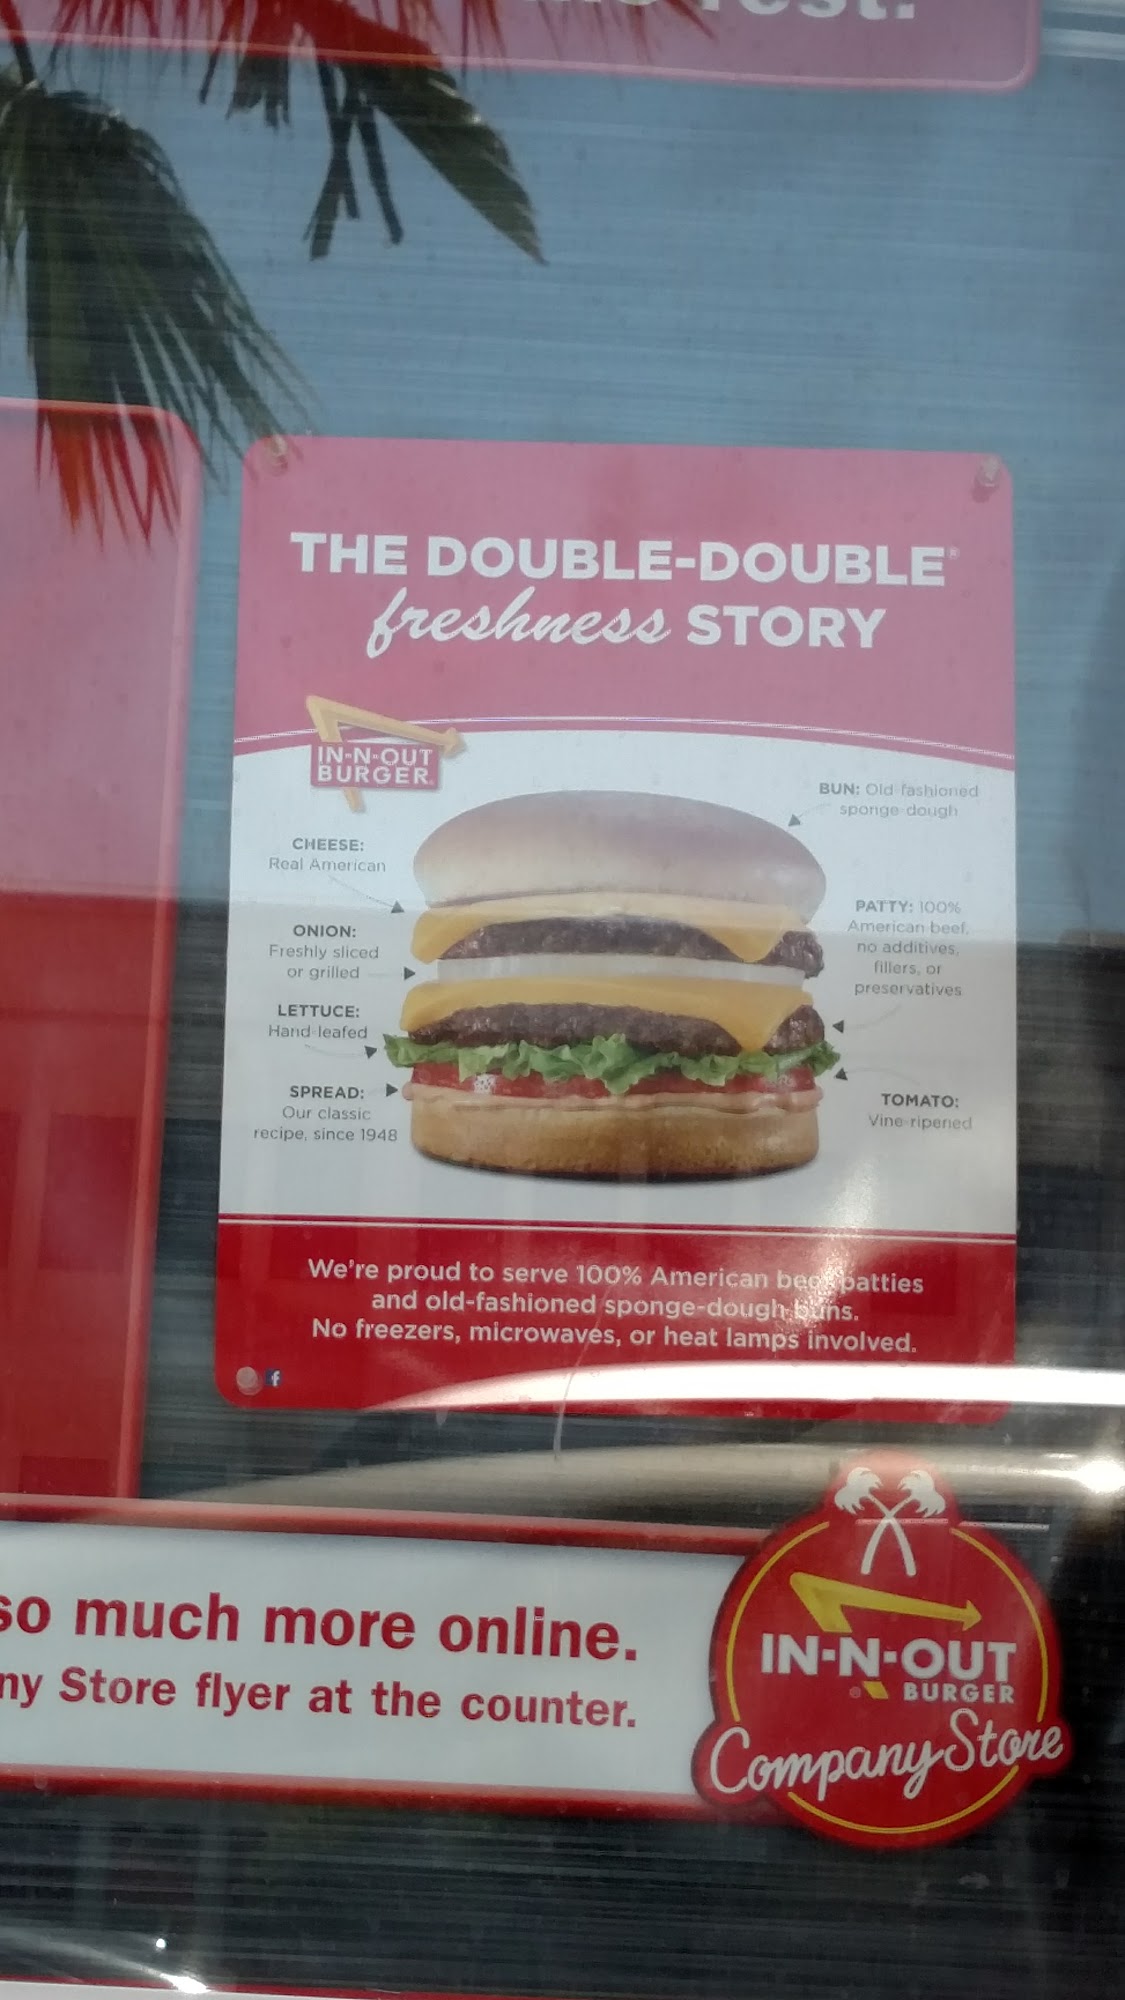 THE DOUBLE-DOUBLE®
freshness STORY
IN-N-OUT
BURGER
BUN: Old fashioned
sponge dough
CHEESE:
Real American
PATTY: 100%
American beef,
no additives,
fillers, or
preservatives
ONION:
Freshly sliced
or grilled
LETTUCE:
Hand leafed
SPREAD:
Our classic
recipe, since 1948
TOMATO:
Vine ripened
We're proud to serve 100% American beef patties
and old-fashioned sponge-dough buns.
No freezers, microwaves, or heat lamps involved.
f
so much more online.
ny Store flyer at the counter.
IN-N-OUT
BURGER
Company Store